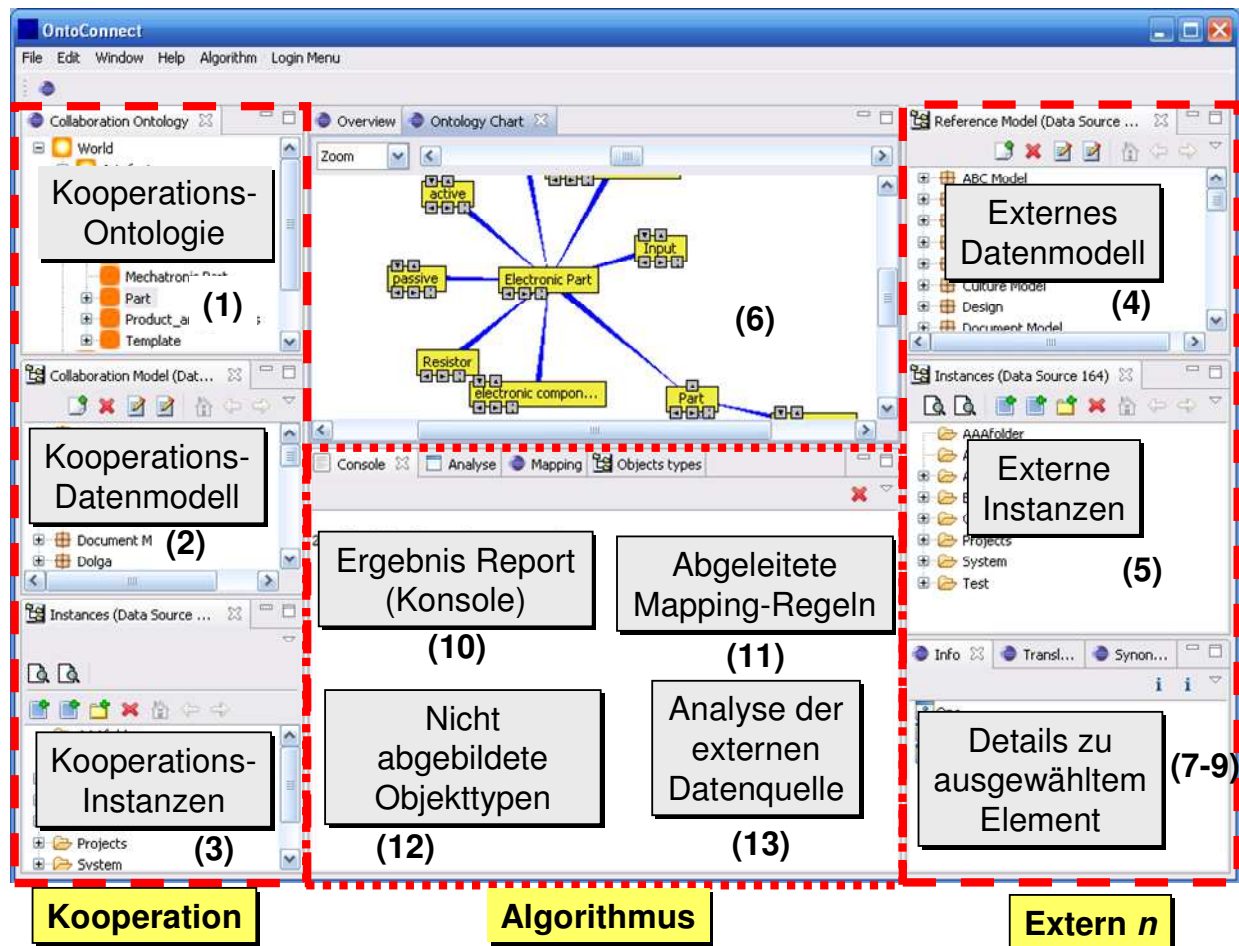 OntoConnect
File Edit Window Help Algorithm Login Menu
Collaboration Ontology
World
Kooperations-
Ontologie
Mechatronic Part
Part
(1)
Template
Collaboration Model (Dat...
Kooperations-
Datenmodell
Document M
(2)
Dolga
Instances (Data Source ...
Kooperations-
Instanzen
Projects
(3)
System
Overview
Ontology Chart
Zoom
active
Input
passive
Electronic Part
(6)
Resistor
electronic compon...
Part
Console
Analyse
Mapping
Objects types
Ergebnis Report
(Konsole)
(10)
Abgeleitete
Mapping-Regeln
(11)
Nicht
abgebildete
Objekttypen
(12)
Analyse der
externen
Datenquelle
(13)
Reference Model (Data Source ...
ABC Model
Externes
Datenmodell
Culture Model
(4)
Design
Document Model
Instances (Data Source 164)
AAAfolder
Externe
Instanzen
Projects
System
(5)
Test
Info
Transl...
Synon...
Details zu
ausgewähltem
Element
(7-9)
Kooperation
Algorithmus
Extern n